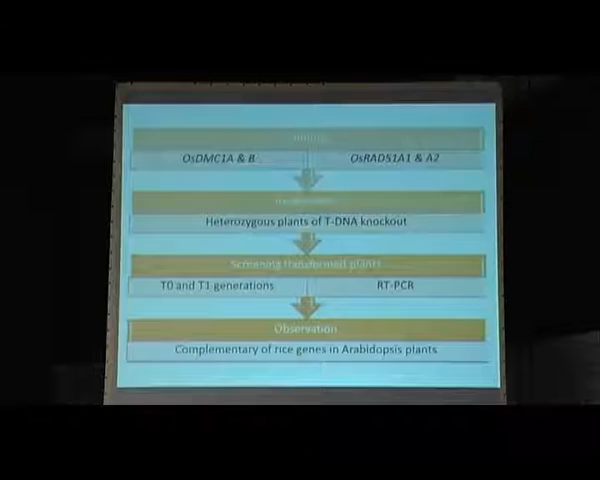 OsDMC1A & B
OsRAD51A1 & A2
Heterozygous plants of T-DNA knockout
Screening transformed plants
T0 and T1 generations
RT-PCR
Observation
Complementary of rice genes in Arabidopsis plants